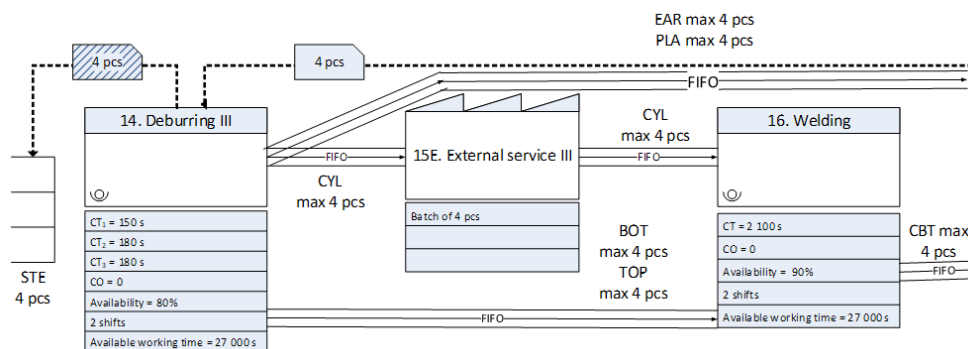 EAR max 4 pcs
PLA max 4 pcs
4 pcs
4 pcs
FIFO
14. Deburring III
CYL
max 4 pcs
16. Welding
FIFO
15E. External service III
FIFO
CYL
max 4 pcs
CT₁ = 150 s
CT₂ = 180 s
CT₃ = 180 s
CO = 0
Availability = 80%
2 shifts
Available working time = 27 000 s
Batch of 4 pcs
BOT
max 4 pcs
TOP
max 4 pcs
CT = 2 100 s
CO = 0
Availability = 90%
2 shifts
Available working time = 27 000 s
CBT max
4 pcs
FIFO
STE
4 pcs
FIFO